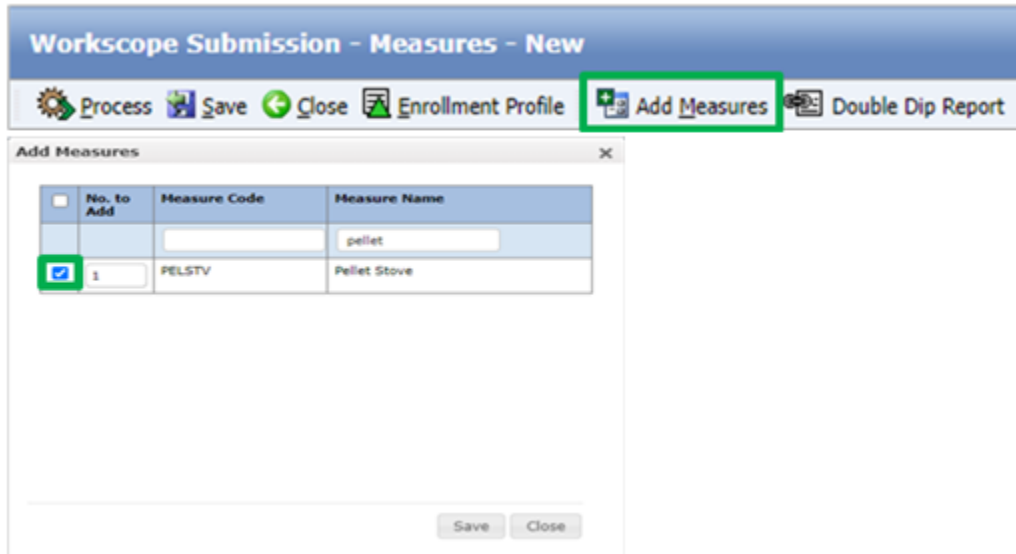 Workscope Submission - Measures - New
Process Save Close Enrollment Profile Add Measures Double Dip Report
Add Measures
No. to Add Measure Code Measure Name
pellet
1 PELSTV Pellet Stove
Save Close